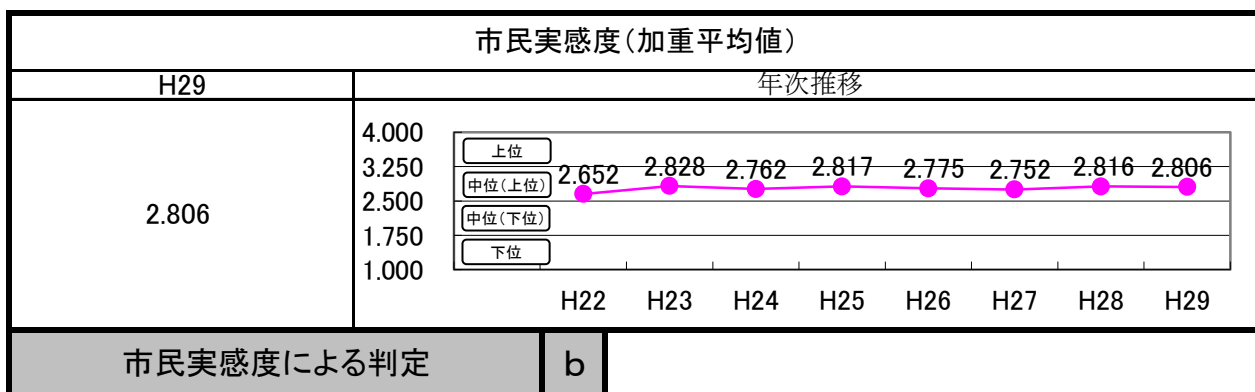 市民実感度(加重平均値)
H29
年次推移
2.806
4.000
3.250
2.500
1.750
1.000
上位
中位(上位)
中位(下位)
下位
2.652 2.828 2.762 2.817 2.775 2.752 2.816 2.806
H22 H23 H24 H25 H26 H27 H28 H29
市民実感度による判定 b